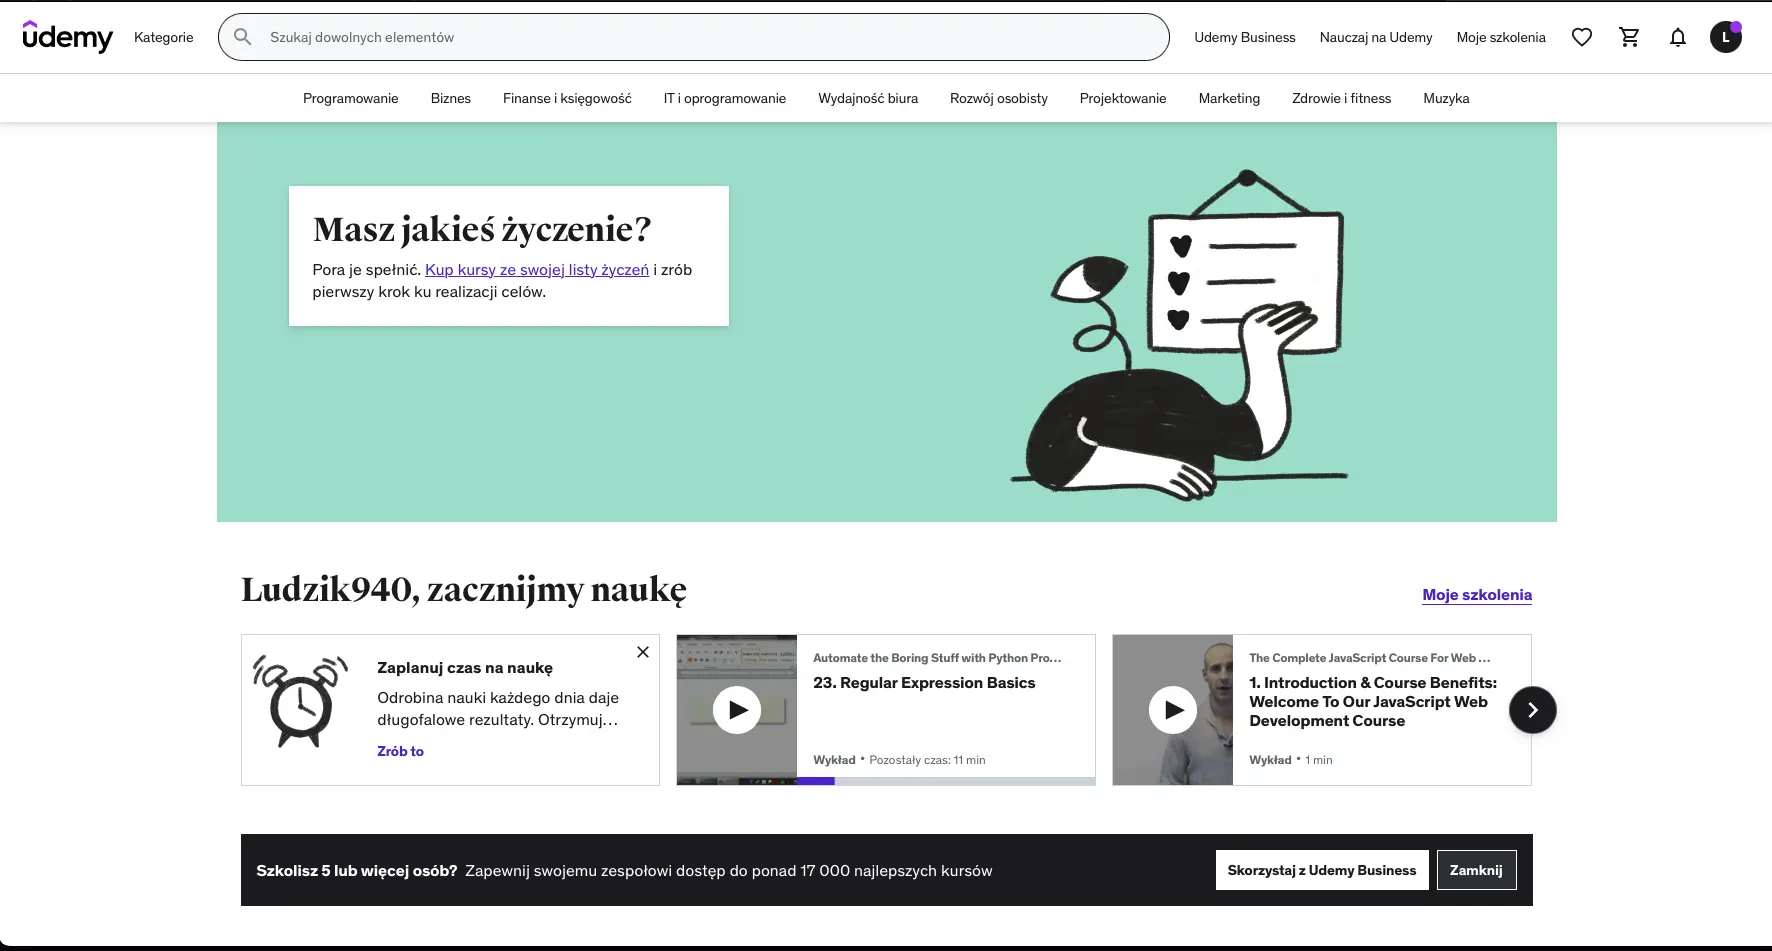 udemy
Kategorie
Szukaj dowolnych elementów
Udemy Business
Nauczaj na Udemy
Moje szkolenia
L
Programowanie
Biznes
Finanse i księgowość
IT i oprogramowanie
Wydajność biura
Rozwój osobisty
Projektowanie
Marketing
Zdrowie i fitness
Muzyka
Masz jakieś życzenie?
Pora je spełnić. Kup kursy ze swojej listy życzeń i zrób
pierwszy krok ku realizacji celów.
Ludzik940, zacznijmy naukę
Moje szkolenia
Zaplanuj czas na naukę
Odrobina nauki każdego dnia daje
długofalowe rezultaty. Otrzymuj…
Zrób to
Automate the Boring Stuff with Python Pro…
23. Regular Expression Basics
Wykład • Pozostały czas: 11 min
The Complete JavaScript Course For Web …
1. Introduction & Course Benefits:
Welcome To Our JavaScript Web
Development Course
Wykład • 1 min
Szkolisz 5 lub więcej osób? Zapewnij swojemu zespołowi dostęp do ponad 17 000 najlepszych kursów
Skorzystaj z Udemy Business
Zamknij